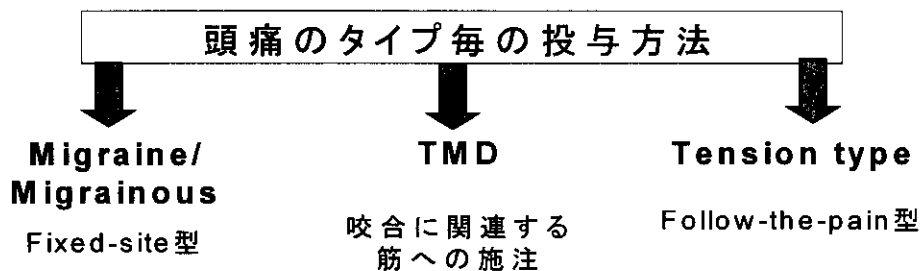 頭痛のタイプ毎の投与方法
Migraine/
Migrainous
Fixed-site型
TMD
咬合に関連する
筋への施注
Tension type
Follow-the-pain型